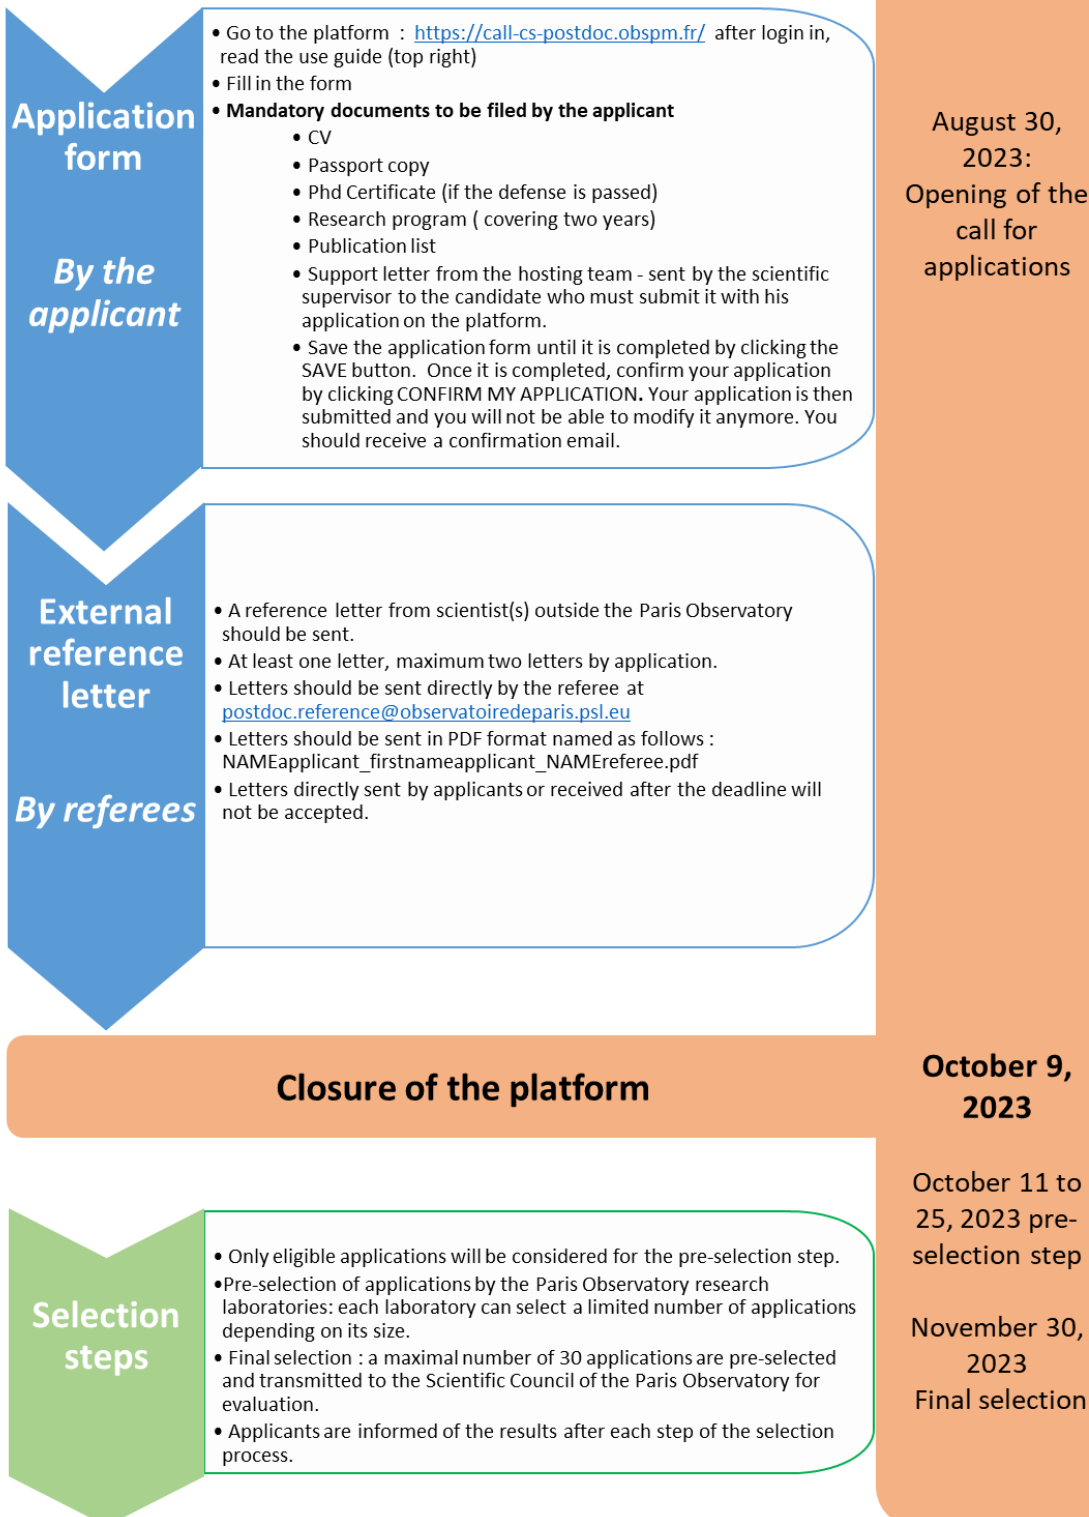 Application
form
By the
applicant
• Go to the platform : https://call-cs-postdoc.obspm.fr/ after login in,
read the use guide (top right)
• Fill in the form
• Mandatory documents to be filed by the applicant
• CV
• Passport copy
• Phd Certificate (if the defense is passed)
• Research program ( covering two years)
• Publication list
• Support letter from the hosting team - sent by the scientific
supervisor to the candidate who must submit it with his
application on the platform.
• Save the application form until it is completed by clicking the
SAVE button. Once it is completed, confirm your application
by clicking CONFIRM MY APPLICATION. Your application is then
submitted and you will not be able to modify it anymore. You
should receive a confirmation email.
August 30,
2023:
Opening of the
call for
applications
External
reference
letter
By referees
• A reference letter from scientist(s) outside the Paris Observatory
should be sent.
• At least one letter, maximum two letters by application.
• Letters should be sent directly by the referee at
postdoc.reference@observatoiredeparis.psl.eu
• Letters should be sent in PDF format named as follows :
NAMEapplicant_firstnameapplicant_NAMEreferee.pdf
• Letters directly sent by applicants or received after the deadline will
not be accepted.
Closure of the platform
October 9,
2023
Selection
steps
• Only eligible applications will be considered for the pre-selection step.
•Pre-selection of applications by the Paris Observatory research
laboratories: each laboratory can select a limited number of applications
depending on its size.
• Final selection : a maximal number of 30 applications are pre-selected
and transmitted to the Scientific Council of the Paris Observatory for
evaluation.
• Applicants are informed of the results after each step of the selection
process.
October 11 to
25, 2023 pre-
selection step
November 30,
2023
Final selection